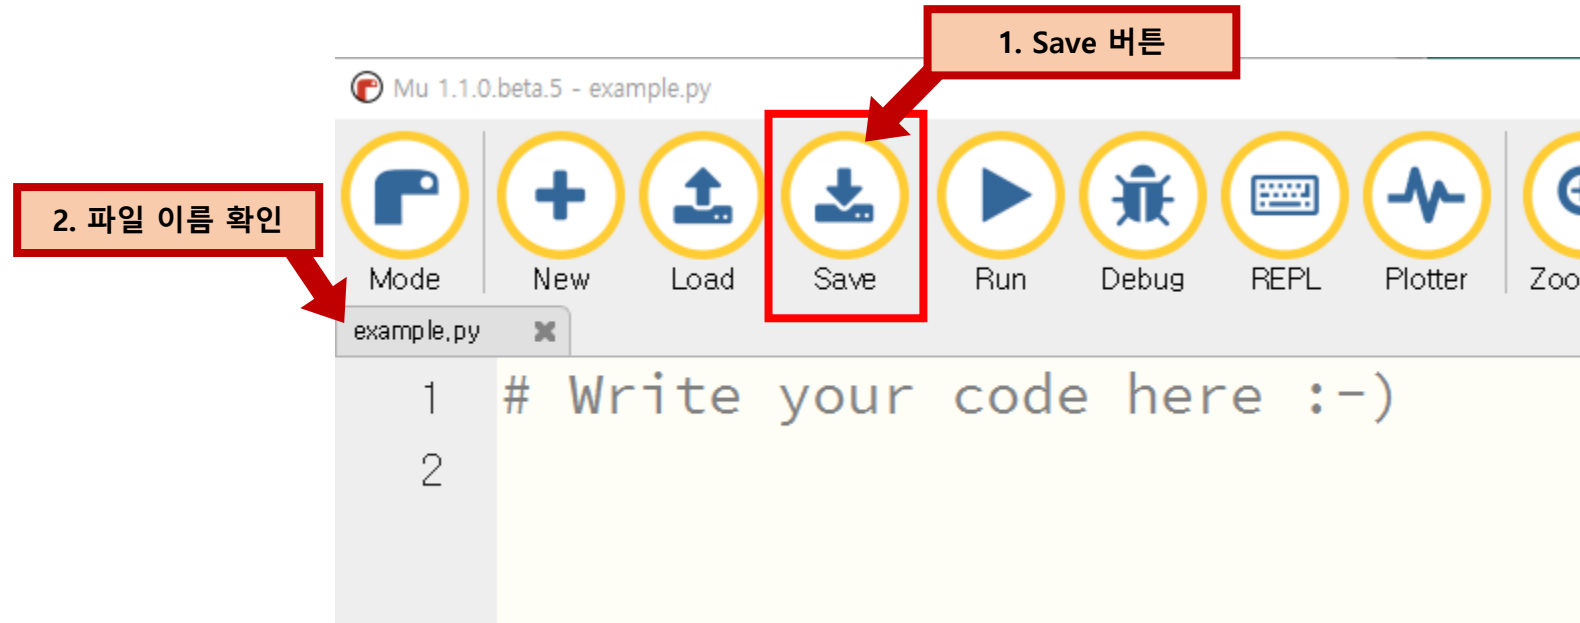 1. Save 버튼
Mu 1.1.0.beta.5 - example.py
2. 파일 이름 확인
Mode New Load Save Run Debug REPL Plotter Zoo
example.py
1 # Write your code here :-)
2